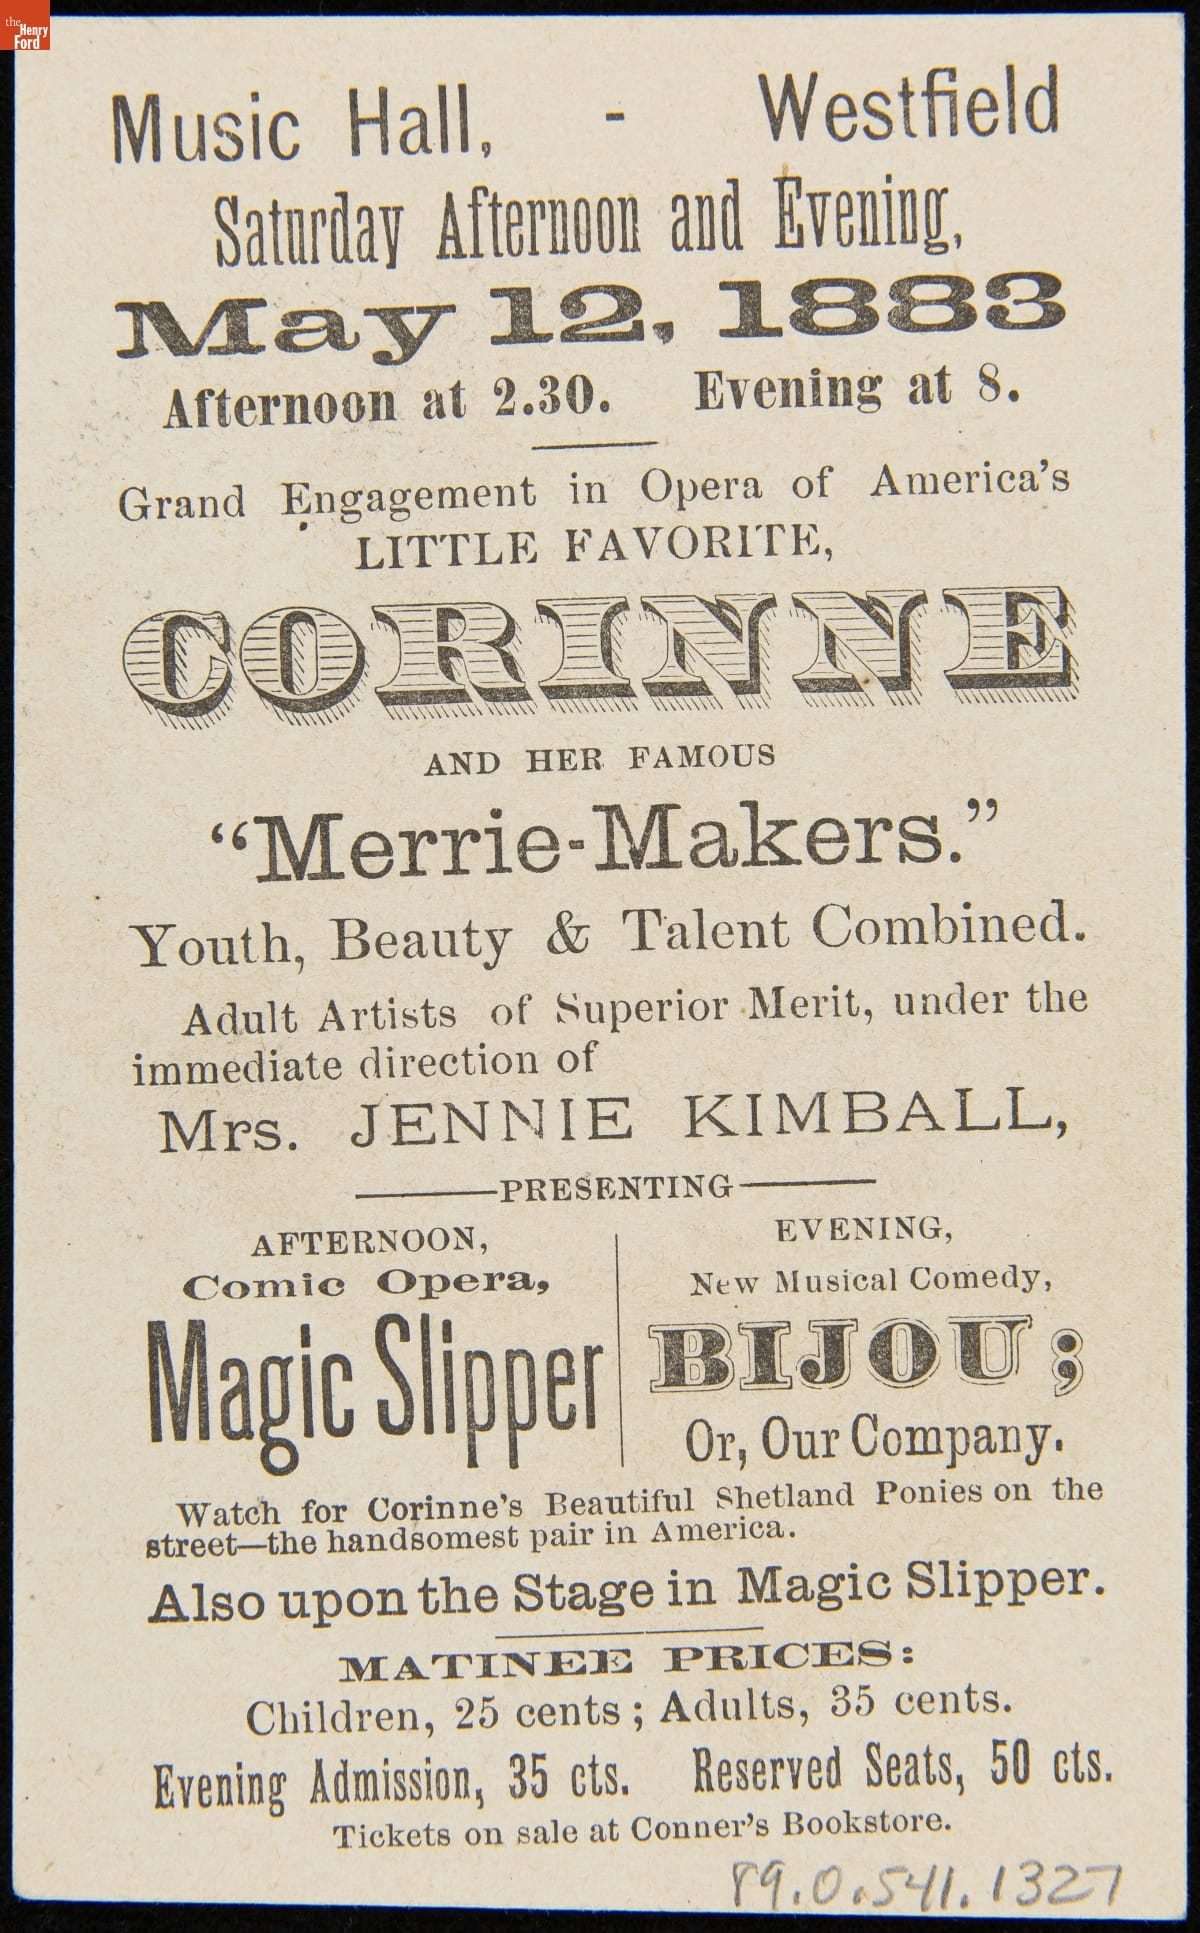 the
Henry
Ford
Music Hall, - Westfield
Saturday Afternoon and Evening,
May 12, 1883
Afternoon at 2.30. Evening at 8.
Grand Engagement in Opera of America's
LITTLE FAVORITE,
CORINNE
AND HER FAMOUS
"Merrie-Makers."
Youth, Beauty & Talent Combined.
Adult Artists of Superior Merit, under the
immediate direction of
Mrs. JENNIE KIMBALL,
PRESENTING
AFTERNOON,
Comic Opera,
Magic Slipper
EVENING,
New Musical Comedy,
BIJOU;
Or, Our Company.
Watch for Corinne's Beautiful Shetland Ponies on the
street—the handsomest pair in America.
Also upon the Stage in Magic Slipper.
MATINEE PRICES:
Children, 25 cents; Adults, 35 cents.
Evening Admission, 35 cts. Reserved Seats, 50 cts.
Tickets on sale at Conner's Bookstore.
89.0.541.1327